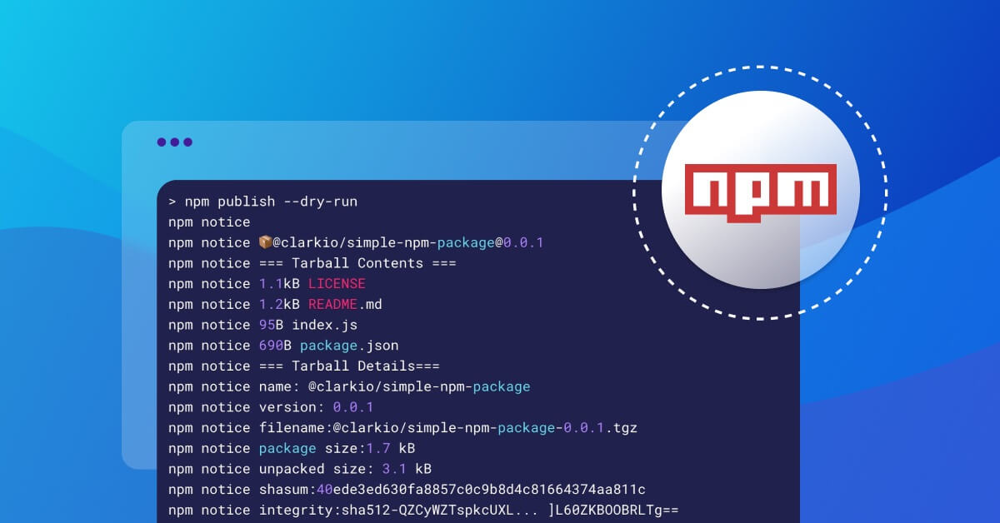 > npm publish --dry-run
npm notice
npm notice 📦@clarkio/simple-npm-package@0.0.1
npm notice === Tarball Contents ===
npm notice 1.1kB LICENSE
npm notice 1.2kB README.md
npm notice 95B index.js
npm notice 690B package.json
npm notice === Tarball Details===
npm notice name: @clarkio/simple-npm-package
npm notice version: 0.0.1
npm notice filename:@clarkio/simple-npm-package-0.0.1.tgz
npm notice package size:1.7 kB
npm notice unpacked size: 3.1 kB
npm notice shasum:40ede3ed630fa8857c0c9b8d4c81664374aa811c
npm notice integrity:sha512-QZCyWZTspkcUXL... ]L60ZKBOOBRLTg==
npm